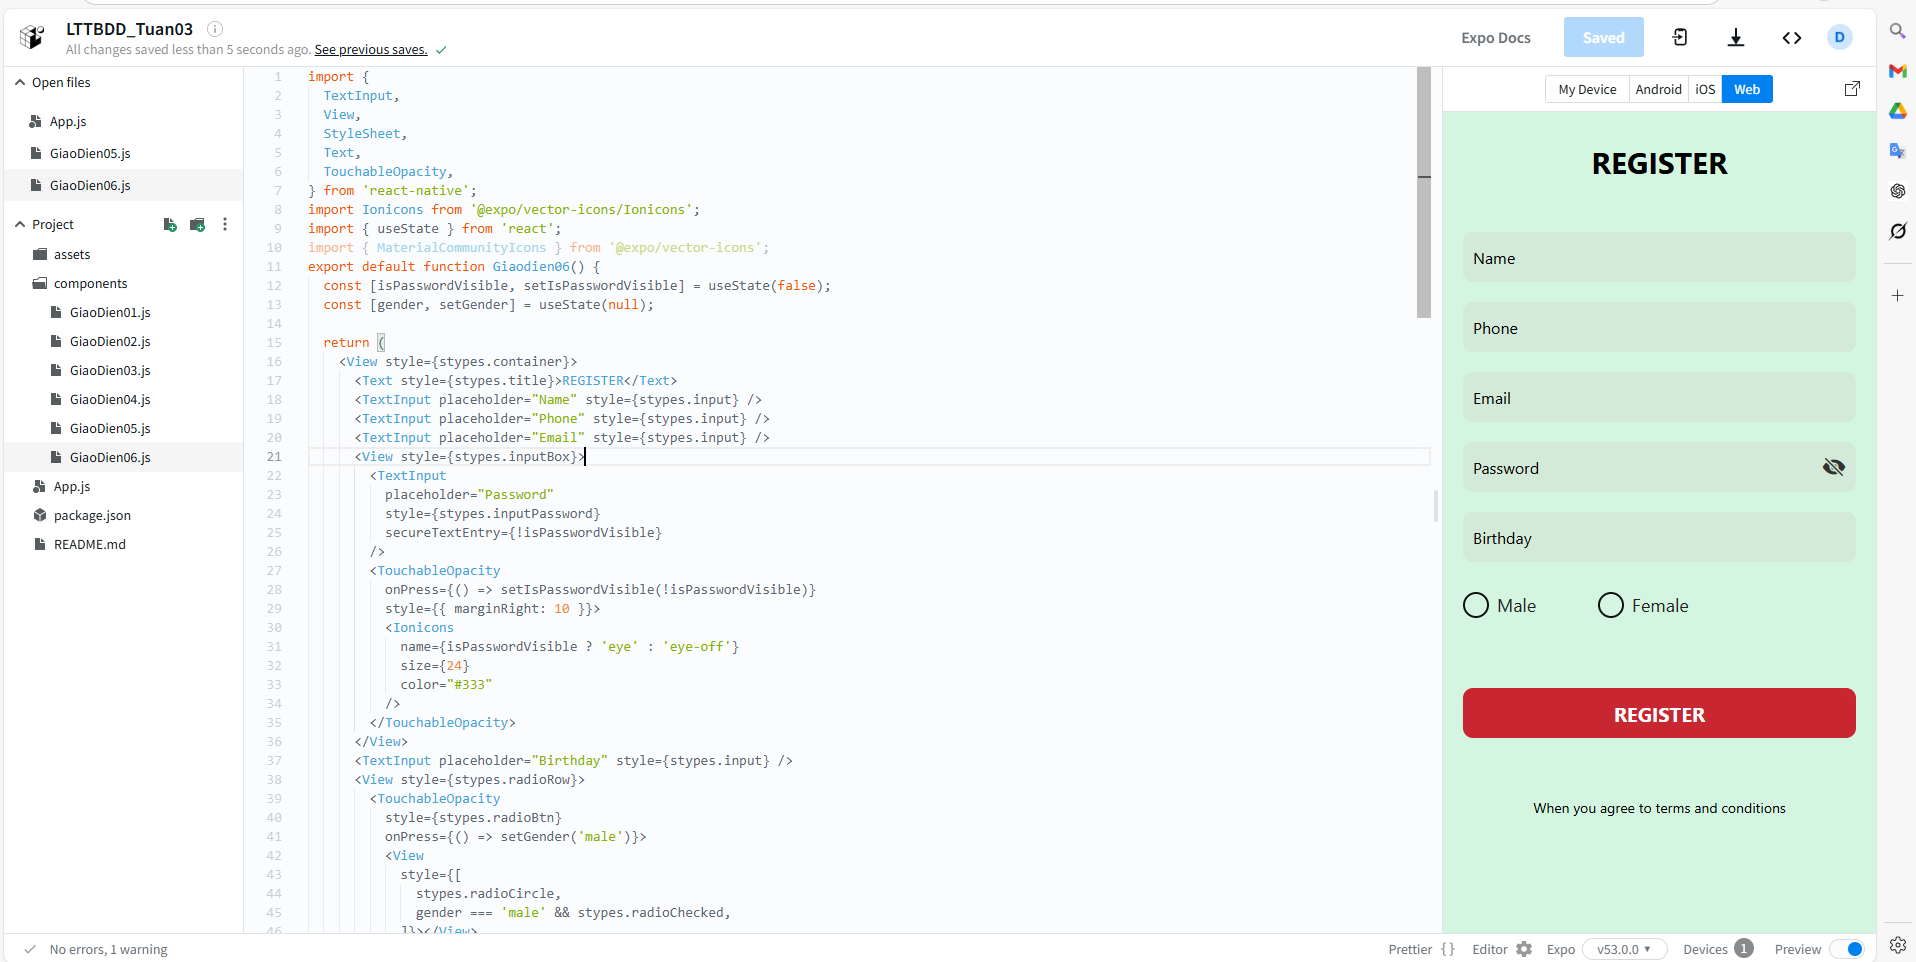 LTTBDD_Tuan03
All changes saved less than 5 seconds ago. See previous saves.
Expo Docs
Saved
D
Open files
App.js
GiaoDien05.js
GiaoDien06.js
Project
assets
components
GiaoDien01.js
GiaoDien02.js
GiaoDien03.js
GiaoDien04.js
GiaoDien05.js
GiaoDien06.js
App.js
package.json
README.md
1 import {
2 TextInput,
3 View,
4 StyleSheet,
5 Text,
6 TouchableOpacity,
7 } from 'react-native';
8 import Ionicons from '@expo/vector-icons/Ionicons';
9 import { useState } from 'react';
10 import { MaterialCommunityIcons } from '@expo/vector-icons';
11 export default function Giaodien06() {
12 const [isPasswordVisible, setIsPasswordVisible] = useState(false);
13 const [gender, setGender] = useState(null);
14
15 return (
16 <View style={stypes.container}>
17 <Text style={stypes.title}>REGISTER</Text>
18 <TextInput placeholder="Name" style={stypes.input} />
19 <TextInput placeholder="Phone" style={stypes.input} />
20 <TextInput placeholder="Email" style={stypes.input} />
21 <View style={stypes.inputBox}>
22 <TextInput
23 placeholder="Password"
24 style={stypes.inputPassword}
25 secureTextEntry={!isPasswordVisible}
26 />
27 <TouchableOpacity
28 onPress={() => setIsPasswordVisible(!isPasswordVisible)}
29 style={{ marginRight: 10 }}>
30 <Ionicons
31 name={isPasswordVisible ? 'eye' : 'eye-off'}
32 size={24}
33 color="#333"
34 />
35 </TouchableOpacity>
36 </View>
37 <TextInput placeholder="Birthday" style={stypes.input} />
38 <View style={stypes.radioRow}>
39 <TouchableOpacity
40 style={stypes.radioBtn}
41 onPress={() => setGender('male')}>
42 <View
43 style={[
44 stypes.radioCircle,
45 gender === 'male' && stypes.radioChecked,
46 ]}></View>
My Device
Android
iOS
Web
REGISTER
Name
Phone
Email
Password
Birthday
Male
Female
REGISTER
When you agree to terms and conditions
No errors, 1 warning
Prettier {}
Editor
Expo
v53.0.0
Devices
1
Preview